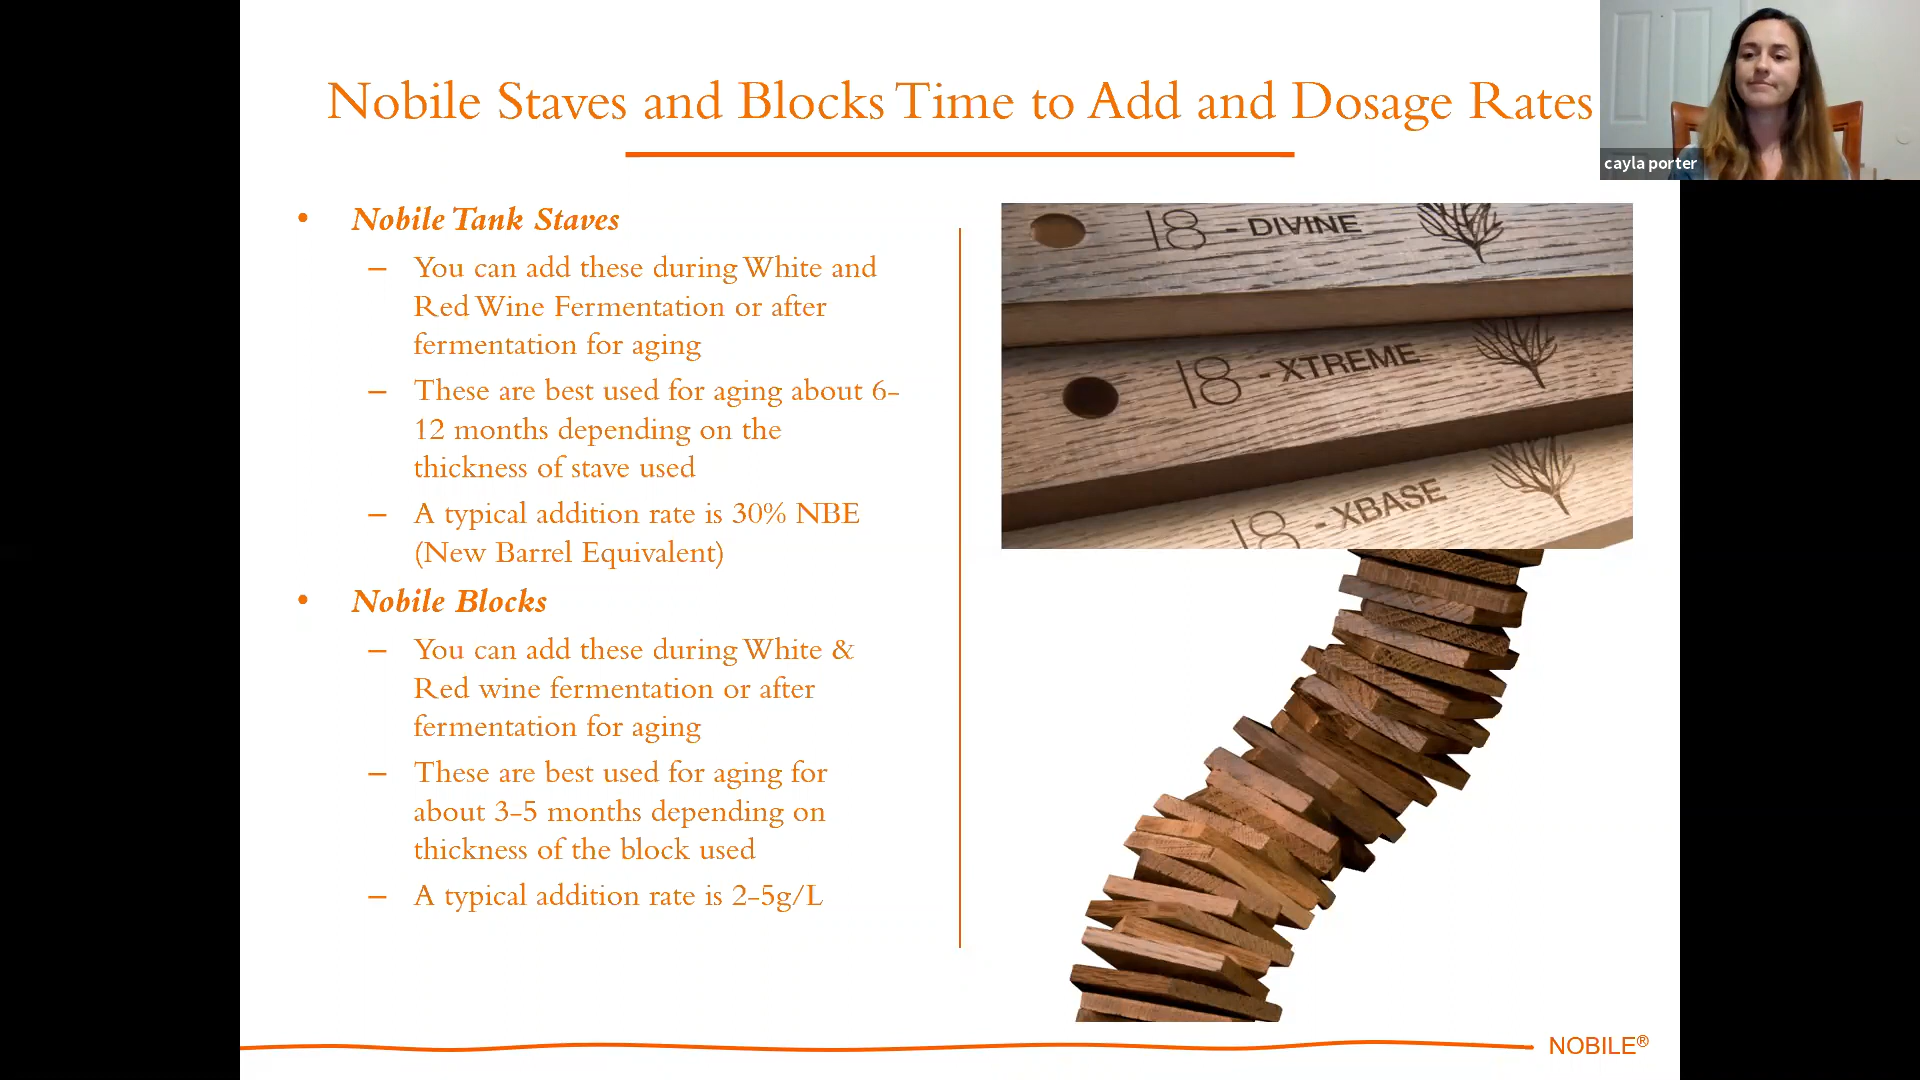 Nobile Staves and Blocks Time to Add and Dosage Rates
cayla porter
• Nobile Tank Staves
– You can add these during White and
Red Wine Fermentation or after
fermentation for aging
– These are best used for aging about 6-
12 months depending on the
thickness of stave used
– A typical addition rate is 30% NBE
(New Barrel Equivalent)
• Nobile Blocks
– You can add these during White &
Red wine fermentation or after
fermentation for aging
– These are best used for aging for
about 3-5 months depending on
thickness of the block used
– A typical addition rate is 2-5g/L
18 - DIVINE
18 - XTREME
18 - XBASE
NOBILE®